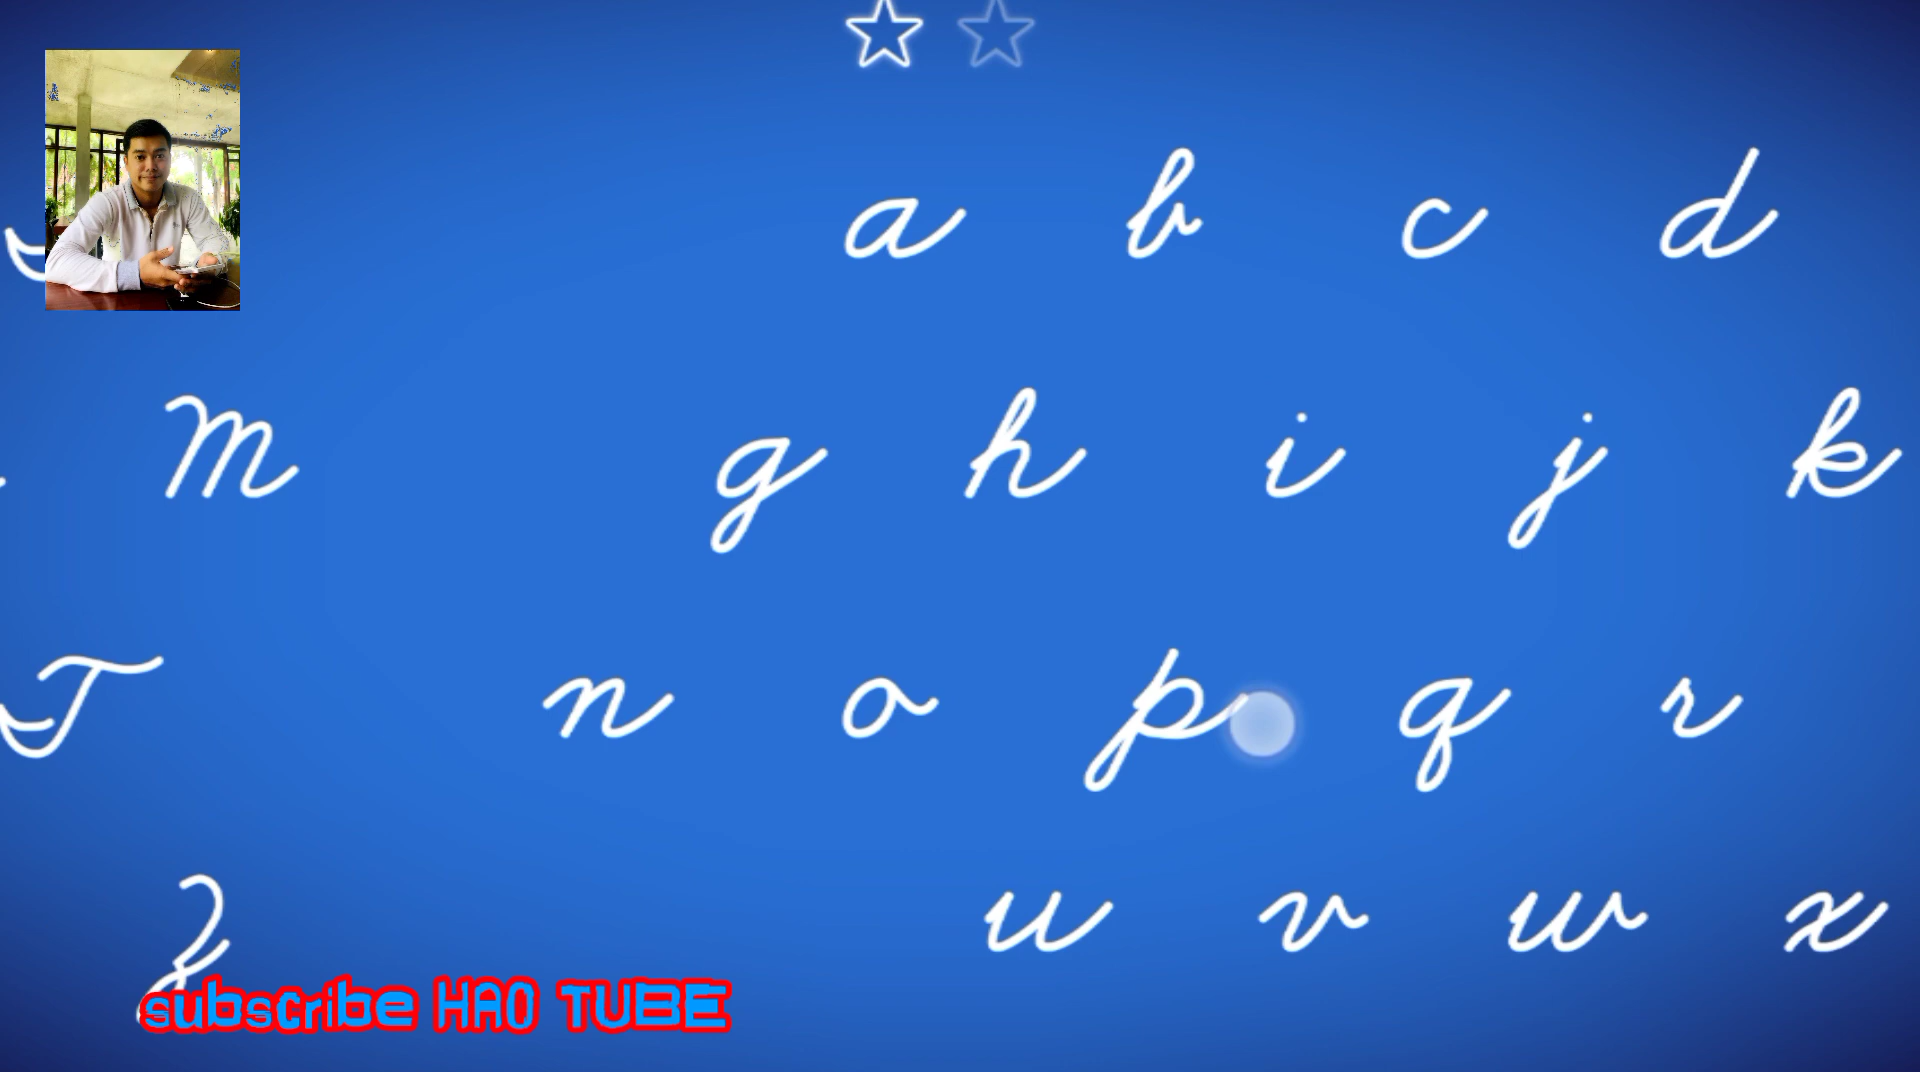 a b c d
M g h i j k
T n o p q r
Z u v w x
subscribe HAO TUBE